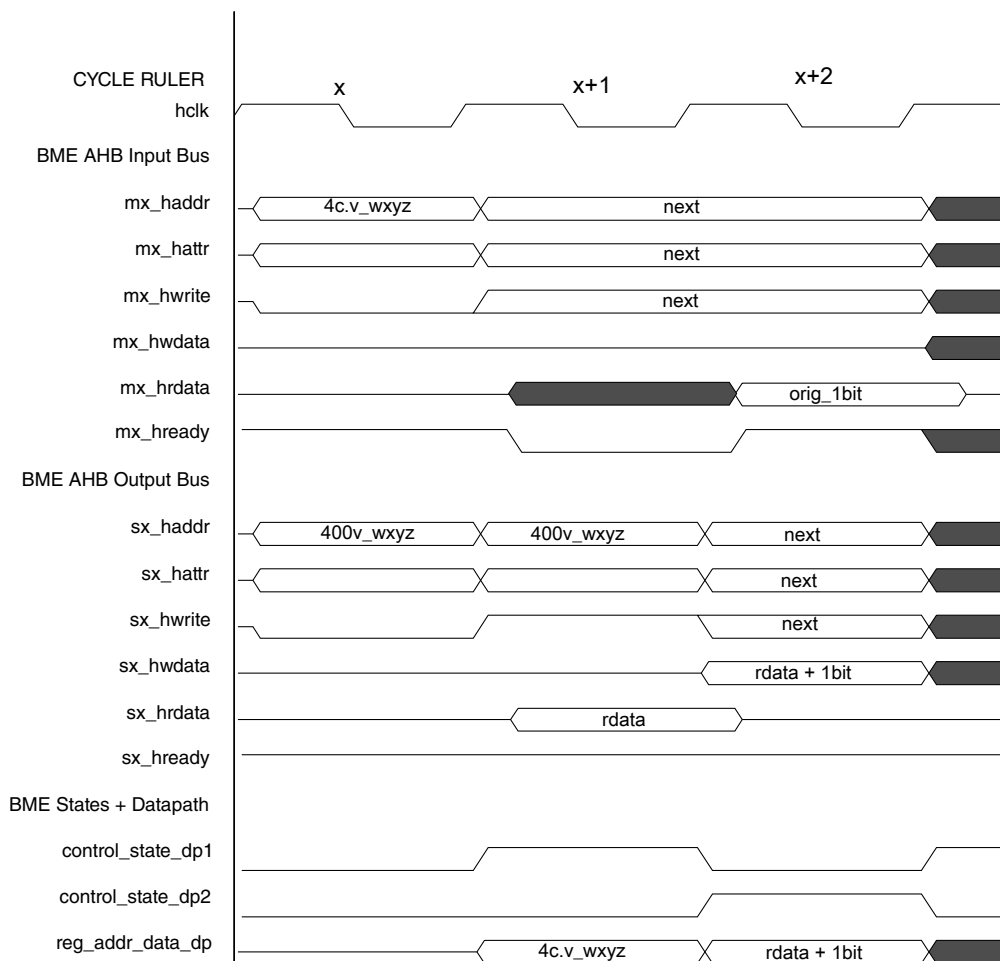 CYCLE RULER x x+1 x+2
hclk
BME AHB Input Bus
mx_haddr 4c.v_wxyz next
mx_hattr next
mx_hwrite next
mx_hwdata
mx_hrdata orig_1bit
mx_hready
BME AHB Output Bus
sx_haddr 400v_wxyz 400v_wxyz next
sx_hattr next
sx_hwrite next
sx_hwdata rdata + 1bit
sx_hrdata rdata
sx_hready
BME States + Datapath
control_state_dp1
control_state_dp2
reg_addr_data_dp 4c.v_wxyz rdata + 1bit